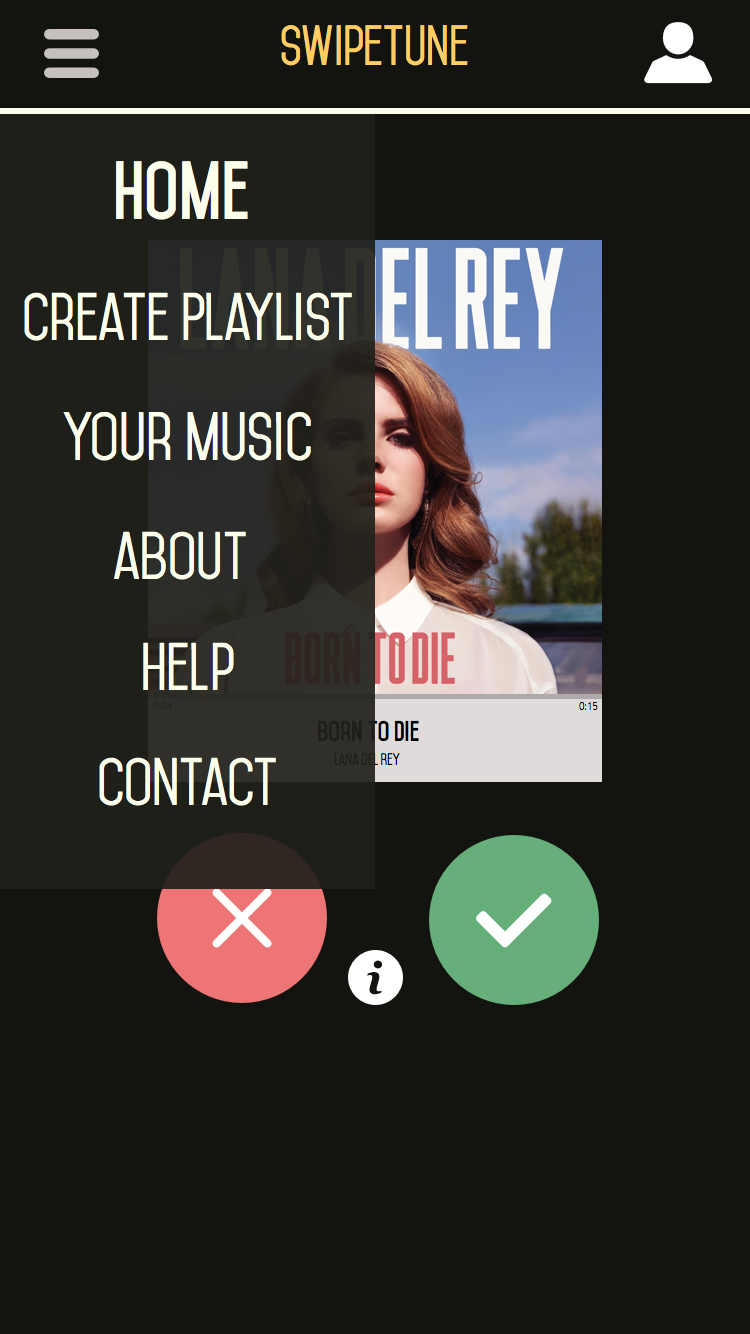 SWIPETUNE
HOME
LANA DEL REY
CREATE PLAYLIST
YOUR MUSIC
ABOUT
BORN TO DIE
HELP
0:04 0:15
BORN TO DIE
LANA DEL REY
CONTACT
i